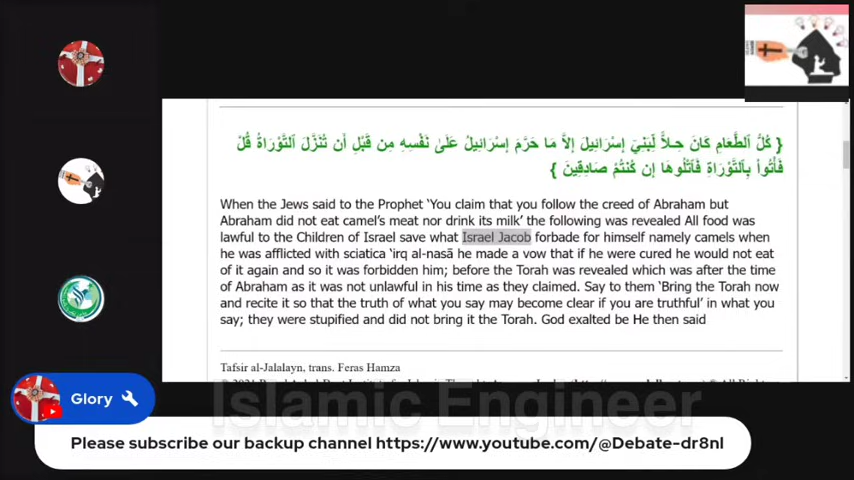 { كُلُّ ٱلطَّعَامِ كَانَ حِـلاًّ لِّبَنِيۤ إِسْرَائِيلَ إِلاَّ مَا حَرَّمَ إِسْرَائِيلُ عَلَىٰ نَفْسِهِ مِن قَبْلِ أَن تُنَزَّلَ ٱلتَّوْرَاةُ قُلْ
فَأْتُواْ بِٱلتَّوْرَاةِ فَٱتْلُوهَا إِن كُنتُمْ صَادِقِينَ }
When the Jews said to the Prophet ‘You claim that you follow the creed of Abraham but
Abraham did not eat camel's meat nor drink its milk’ the following was revealed All food was
lawful to the Children of Israel save what Israel Jacob forbade for himself namely camels when
he was afflicted with sciatica ‘irq al-nasā he made a vow that if he were cured he would not eat
of it again and so it was forbidden him; before the Torah was revealed which was after the time
of Abraham as it was not unlawful in his time as they claimed. Say to them ‘Bring the Torah now
and recite it so that the truth of what you say may become clear if you are truthful’ in what you
say; they were stupified and did not bring it the Torah. God exalted be He then said
Tafsir al-Jalalayn, trans. Feras Hamza
Glory
Islamic Engineer
Please subscribe our backup channel https://www.youtube.com/@Debate-dr8nl